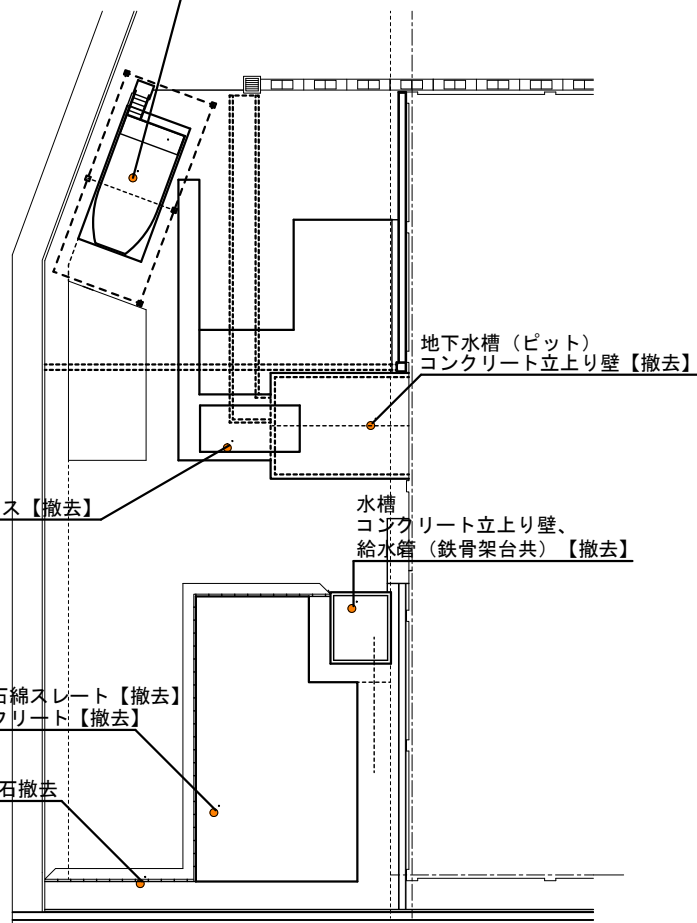 地下水槽（ピット）
コンクリート立上り壁【撤去】
ス【撤去】
水槽
コンクリート立上り壁、
給水管（鉄骨架台共）【撤去】
石綿スレート【撤去】
クリート【撤去】
石撤去